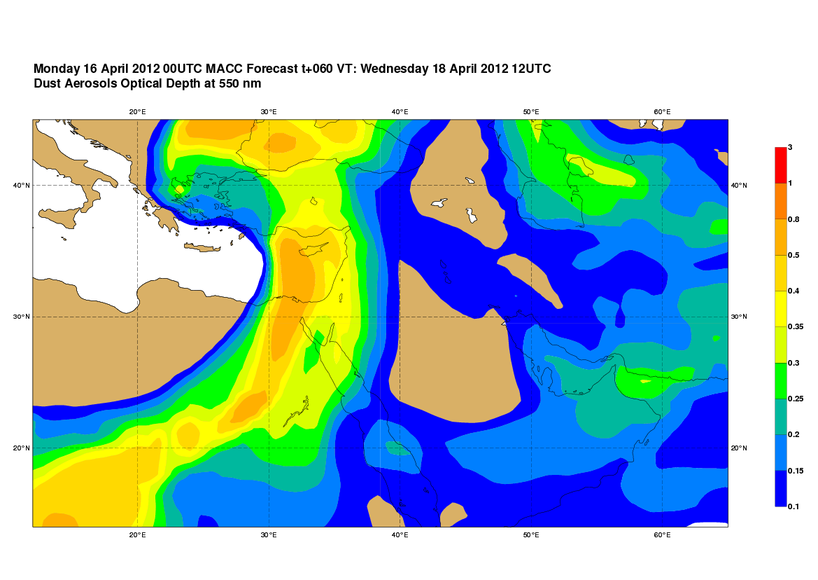 Monday 16 April 2012 00UTC MACC Forecast t+060 VT: Wednesday 18 April 2012 12UTC
Dust Aerosols Optical Depth at 550 nm
20°E 30°E 40°E 50°E 60°E
40°N 40°N
30°N 30°N
20°N 20°N
20°E 30°E 40°E 50°E 60°E
3
1
0.8
0.5
0.4
0.35
0.3
0.25
0.2
0.15
0.1